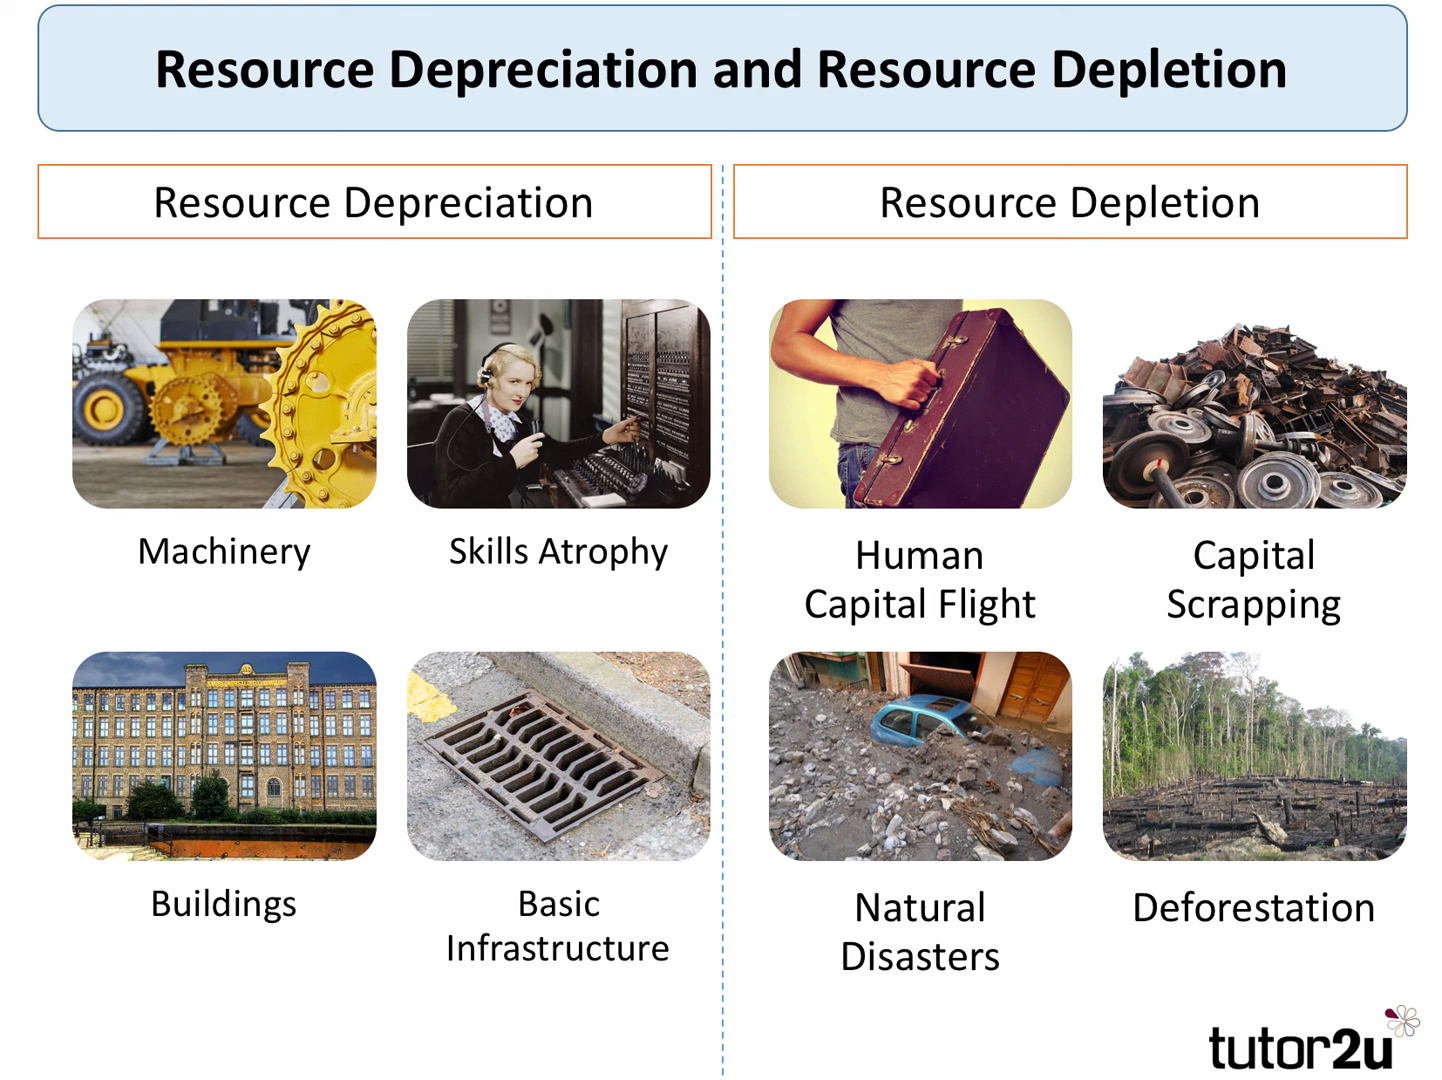 Resource Depreciation and Resource Depletion
Resource Depreciation
Resource Depletion
Machinery
Skills Atrophy
Human
Capital Flight
Capital
Scrapping
Buildings
Basic
Infrastructure
Natural
Disasters
Deforestation
tutor2u